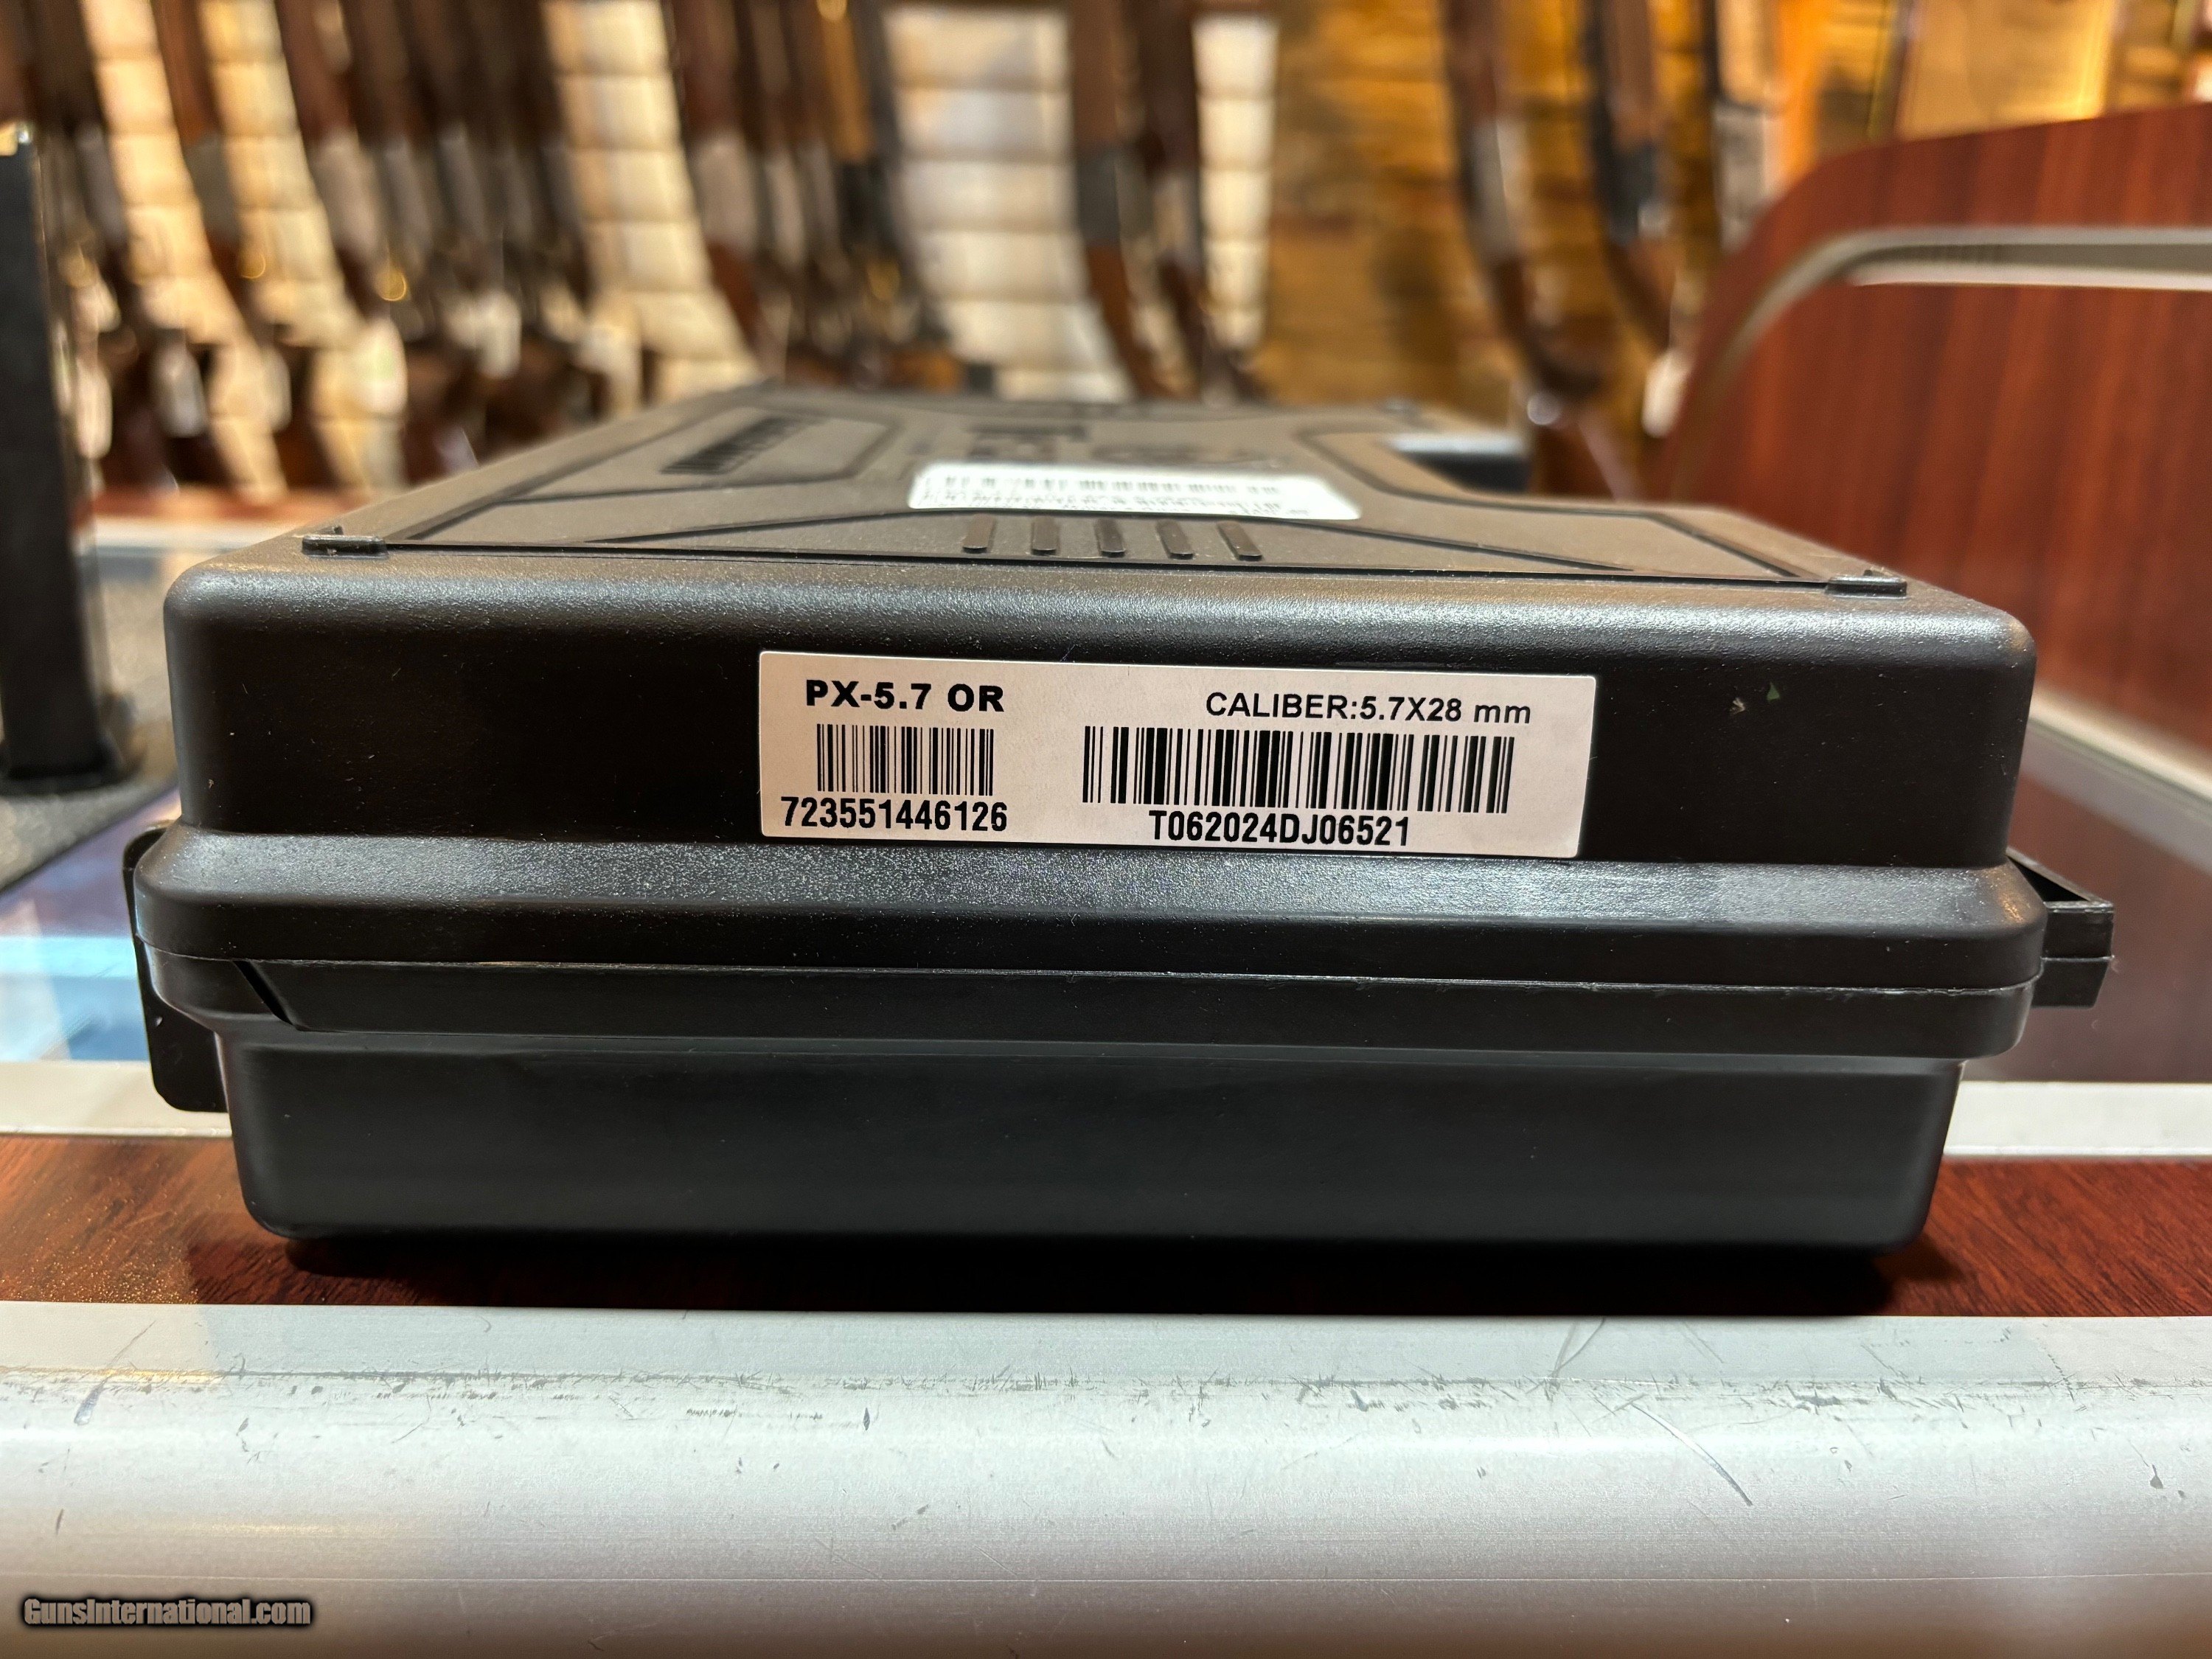 PX-5.7 OR
CALIBER:5.7X28 mm
723551446126
T062024DJ06521
GunsInternational.com